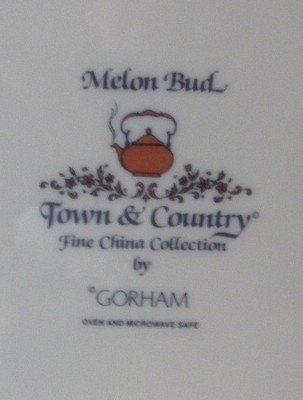 Melon Bud
Town & Country©
Fine China Collection
by
©GORHAM
OVEN AND MICROWAVE SAFE